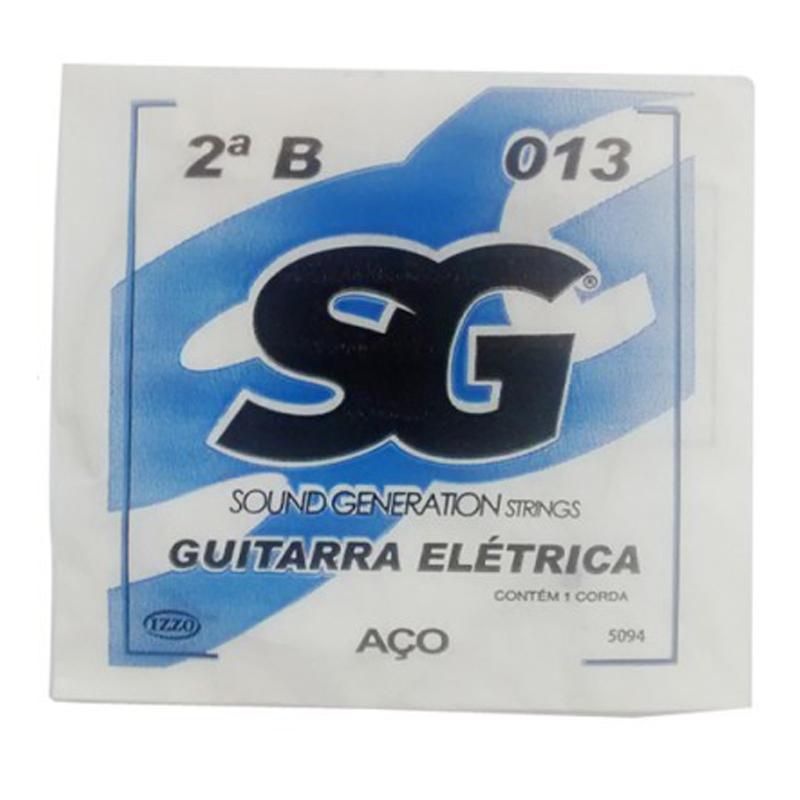 2ª B 013
SG®
SOUND GENERATION STRINGS
GUITARRA ELÉTRICA
CONTÉM 1 CORDA
IZZO
AÇO
5094